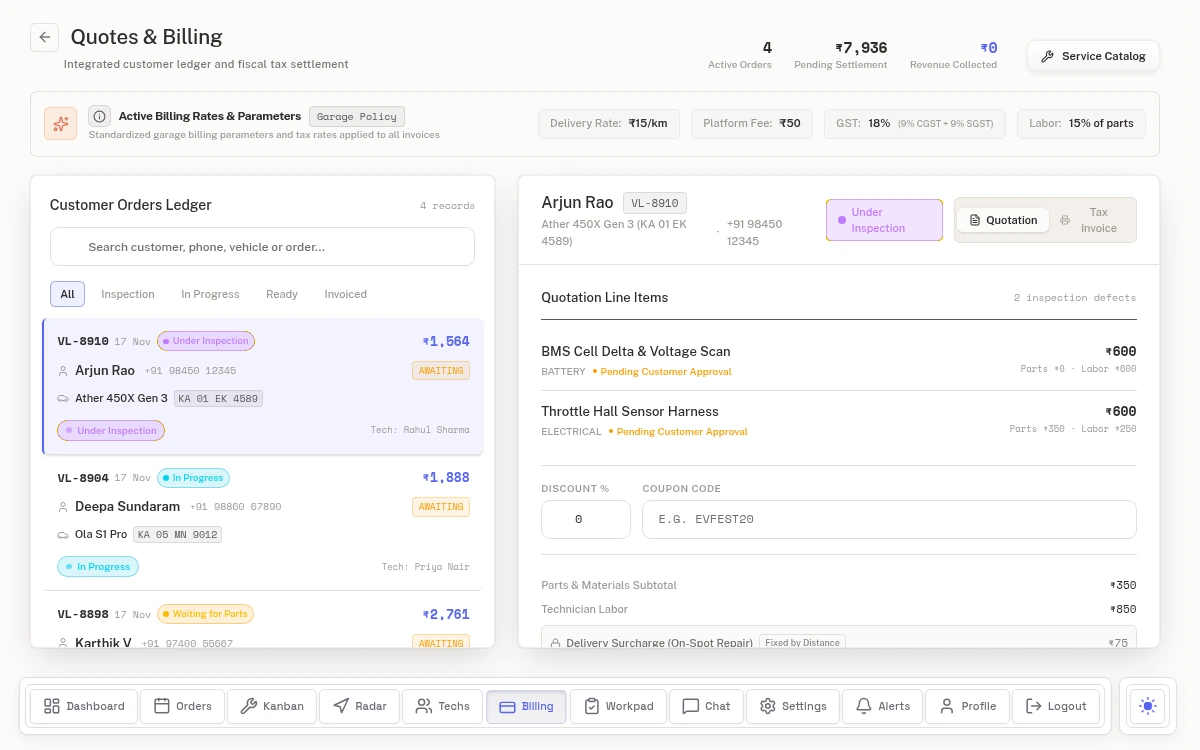 Quotes & Billing
Integrated customer ledger and fiscal tax settlement
4
Active Orders
₹7,936
Pending Settlement
₹0
Revenue Collected
Service Catalog
Active Billing Rates & Parameters
Garage Policy
Standardized garage billing parameters and tax rates applied to all invoices
Delivery Rate: ₹15/km
Platform Fee: ₹50
GST: 18% (9% CGST + 9% SGST)
Labor: 15% of parts
Customer Orders Ledger
4 records
Search customer, phone, vehicle or order...
All
Inspection
In Progress
Ready
Invoiced
VL-8910 17 Nov Under Inspection ₹1,564
Arjun Rao +91 98450 12345 AWAITING
Ather 450X Gen 3 KA 01 EK 4589
Under Inspection Tech: Rahul Sharma
VL-8904 17 Nov In Progress ₹1,888
Deepa Sundaram +91 98860 67890 AWAITING
Ola S1 Pro KA 05 MN 9012
In Progress Tech: Priya Nair
VL-8898 17 Nov Waiting for Parts ₹2,761
Karthik V +91 97400 55667 AWAITING
Arjun Rao VL-8910
Ather 450X Gen 3 (KA 01 EK
4589)
·
+91 98450
12345
Under
Inspection
Quotation
Tax
Invoice
Quotation Line Items
2 inspection defects
BMS Cell Delta & Voltage Scan ₹600
BATTERY • Pending Customer Approval Parts ₹0 · Labor ₹600
Throttle Hall Sensor Harness ₹600
ELECTRICAL • Pending Customer Approval Parts ₹350 · Labor ₹250
DISCOUNT %
COUPON CODE
0
E.G. EVFEST20
Parts & Materials Subtotal ₹350
Technician Labor ₹850
Delivery Surcharge (On-Spot Repair) Fixed by Distance ₹75
Dashboard
Orders
Kanban
Radar
Techs
Billing
Workpad
Chat
Settings
Alerts
Profile
Logout